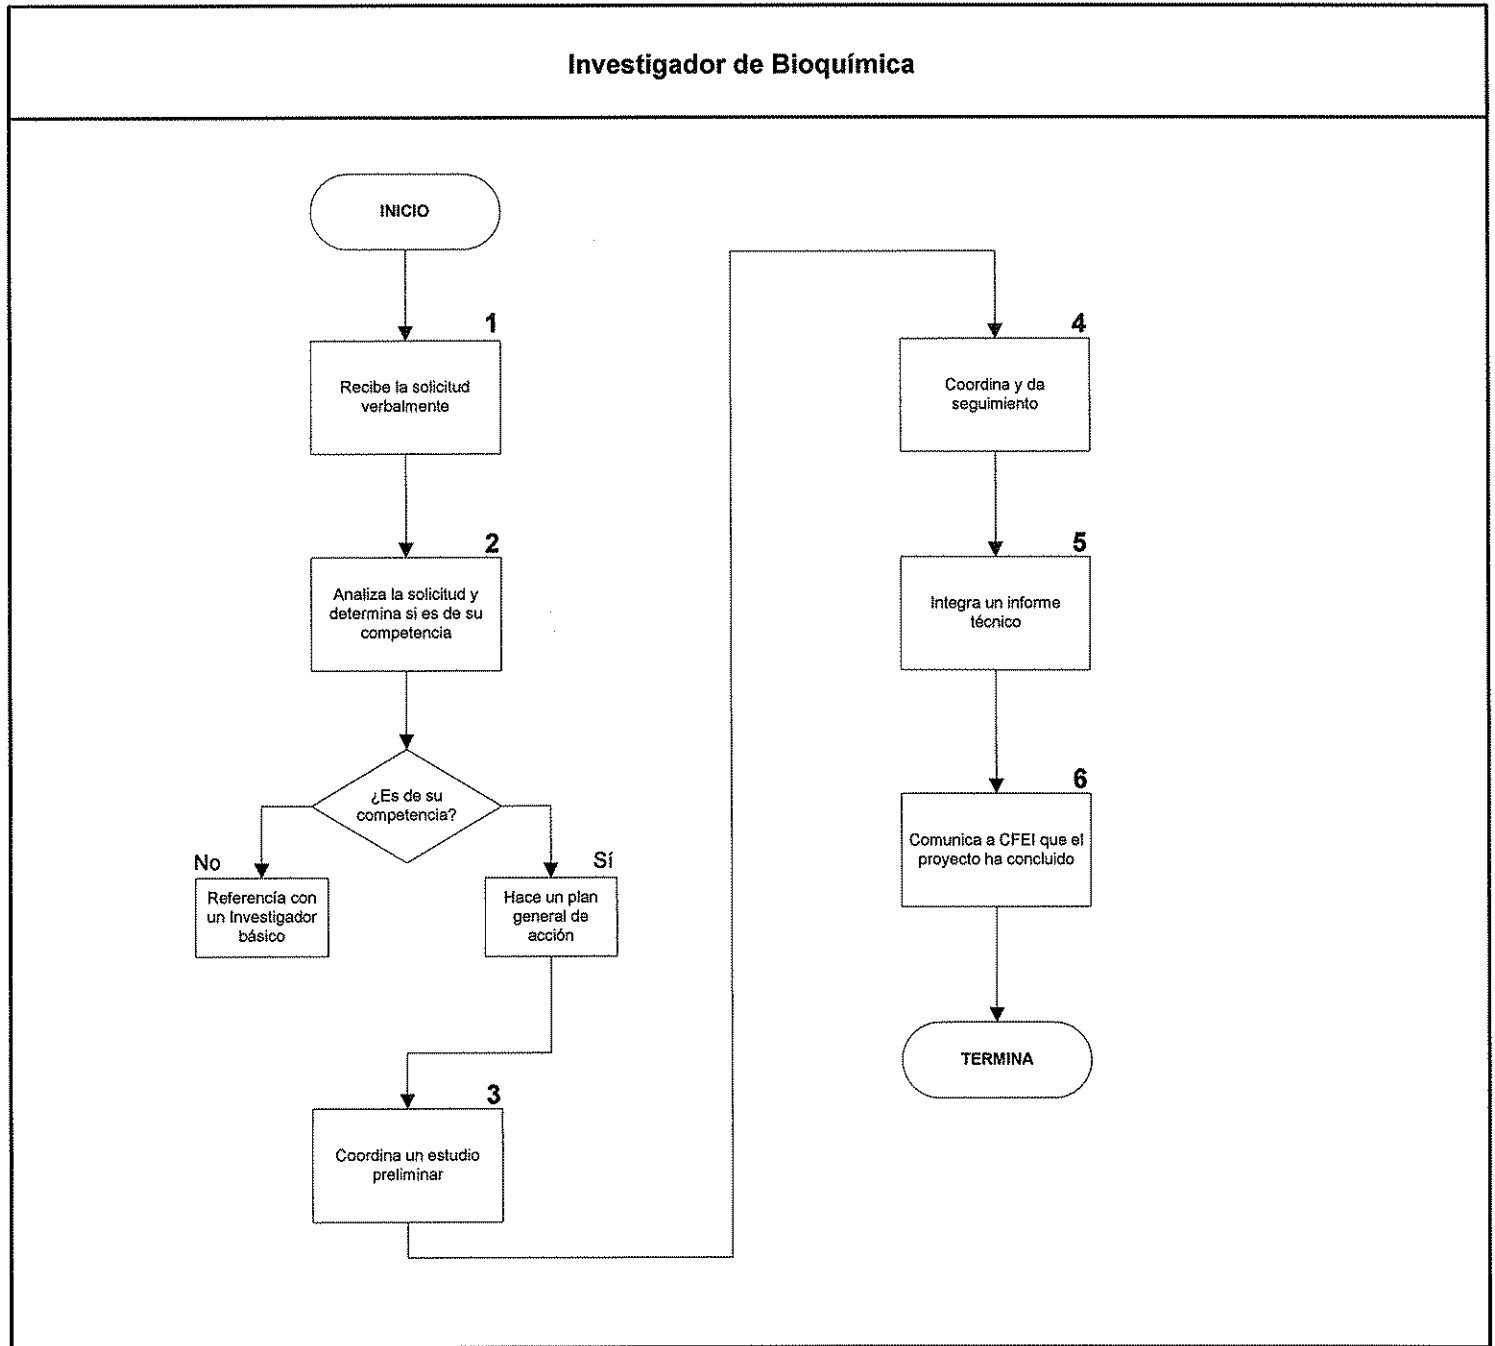 Investigador de Bioquímica
INICIO
1
Recibe la solicitud
verbalmente
2
Analiza la solicitud y
determina si es de su
competencia
¿Es de su
competencia?
No
Referencía con
un Investigador
básico
Sí
Hace un plan
general de
acción
3
Coordina un estudio
preliminar
4
Coordina y da
seguimiento
5
Integra un informe
técnico
6
Comunica a CFEI que el
proyecto ha concluido
TERMINA